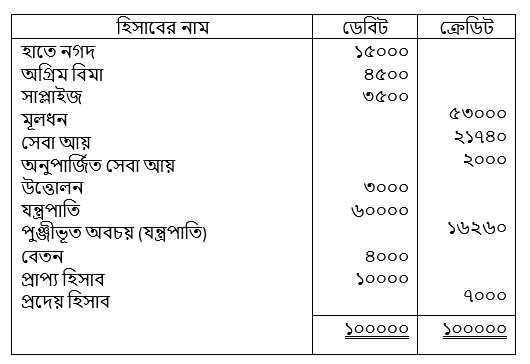 হিসাবের নাম ডেবিট ক্রেডিট
হাতে নগদ ১৫০০০
অগ্রিম বিমা ৪৫০০
সাপ্লাইজ ৩৫০০
মূলধন ৫৩০০০
সেবা আয় ২১৭৪০
অনুপার্জিত সেবা আয় ২০০০
উত্তোলন ৩০০০
যন্ত্রপাতি ৬০০০০
পুঞ্জীভূত অবচয় (যন্ত্রপাতি) ১৬২৬০
বেতন ৪০০০
প্রাপ্য হিসাব ১০০০০
প্রদেয় হিসাব ৭০০০
১০০০০০ ১০০০০০